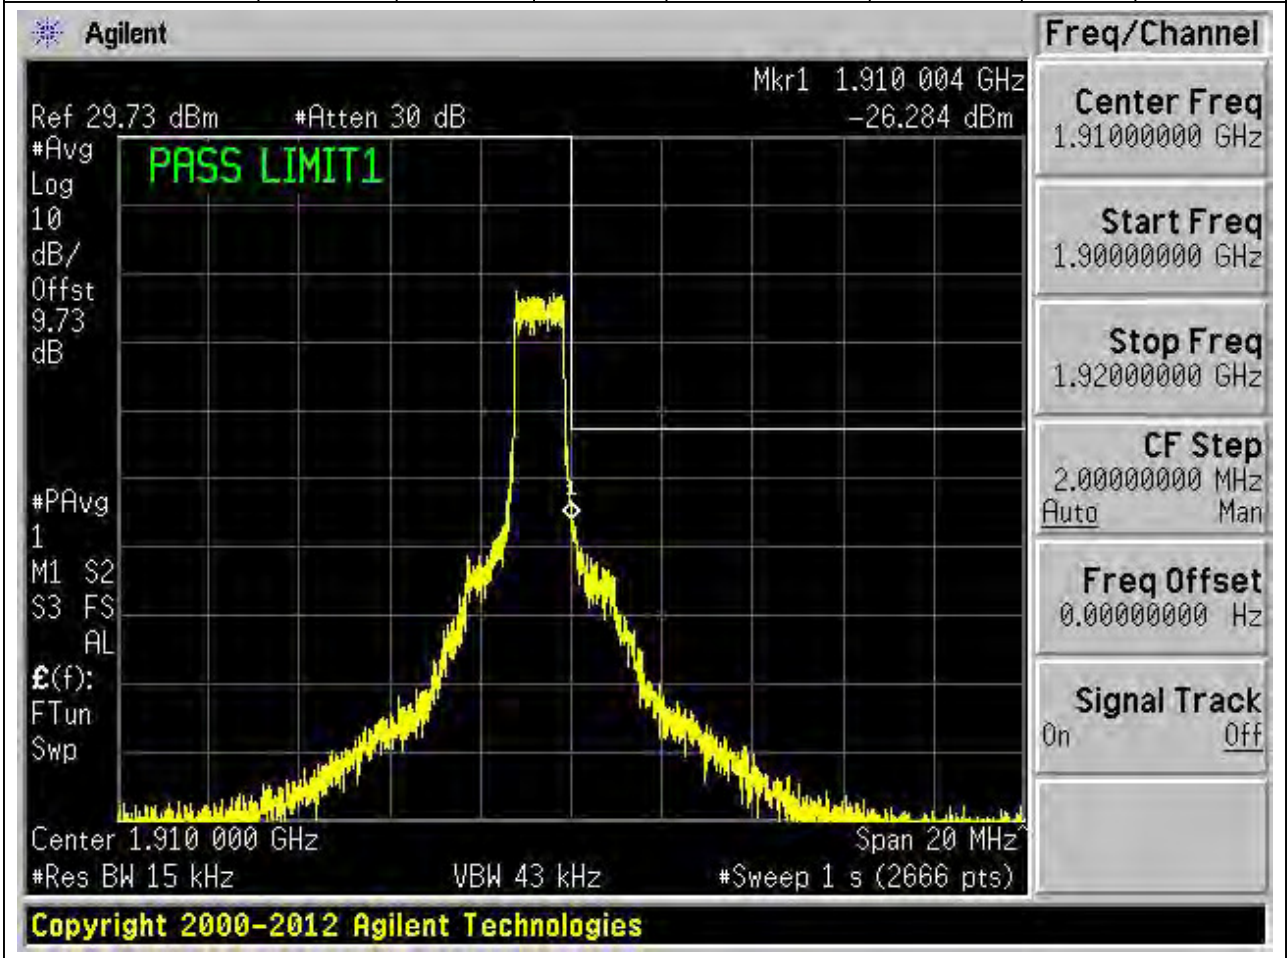 Agilent
Freq/Channel
Mkr1 1.910 004 GHz
Ref 29.73 dBm #Atten 30 dB -26.284 dBm
#Avg
Log
10
dB/
Offst
9.73
dB
PASS LIMIT1
1
#PAvg
1
M1 S2
S3 FS
AL
£(f):
FTun
Swp
Center 1.910 000 GHz Span 20 MHz^
#Res BW 15 kHz VBW 43 kHz #Sweep 1 s (2666 pts)
Center Freq
1.91000000 GHz
Start Freq
1.90000000 GHz
Stop Freq
1.92000000 GHz
CF Step
2.00000000 MHz
Auto Man
Freq Offset
0.00000000 Hz
Signal Track
On Off
Copyright 2000-2012 Agilent Technologies